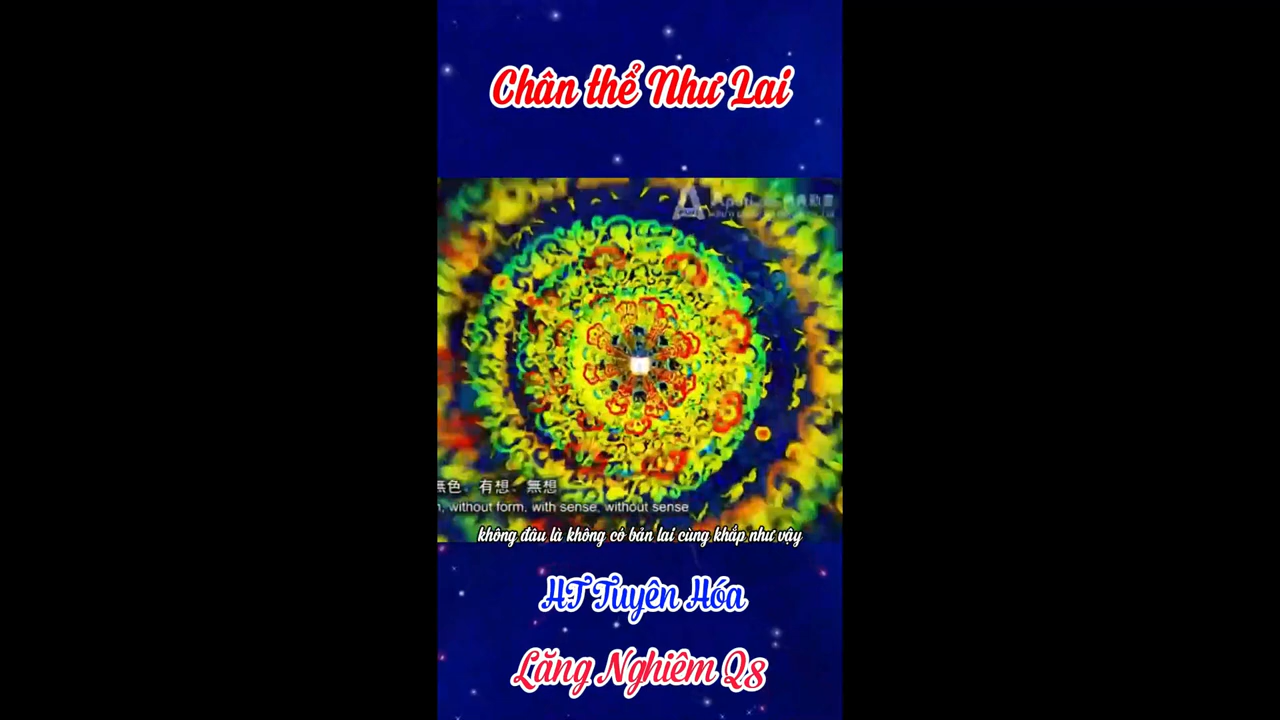 Chân thể Như Lai
無色、有想、無想
, without form, with sense, without sense
không đâu là không có bản lai cùng khắp như vậy
HT Tuyên Hóa
Lăng Nghiêm Q8